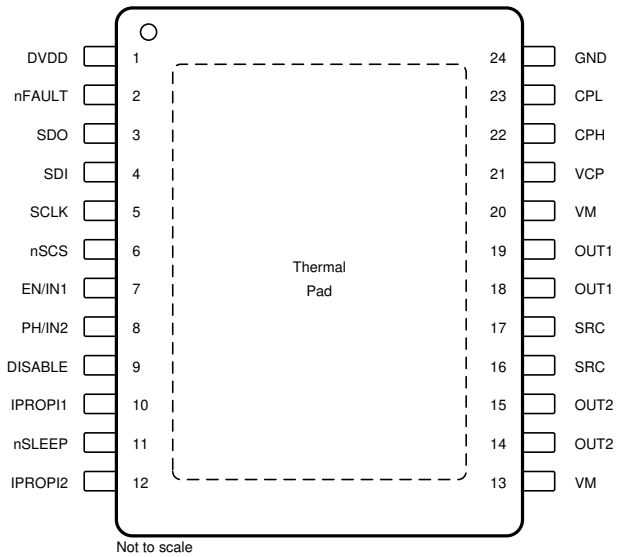 DVDD 1 24 GND
nFAULT 2 23 CPL
SDO 3 22 CPH
SDI 4 21 VCP
SCLK 5 20 VM
nSCS 6 19 OUT1
Thermal
EN/IN1 7 18 OUT1
Pad
PH/IN2 8 17 SRC
DISABLE 9 16 SRC
IPROPI1 10 15 OUT2
nSLEEP 11 14 OUT2
IPROPI2 12 13 VM
Not to scale